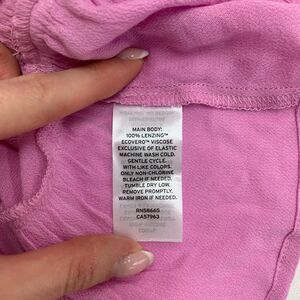 MAIN BODY:
100% LENZING™
ECOVERO™ VISCOSE
EXCLUSIVE OF ELASTIC
MACHINE WASH COLD.
GENTLE CYCLE.
WITH LIKE COLORS.
ONLY NON-CHLORINE
BLEACH IF NEEDED.
TUMBLE DRY LOW.
REMOVE PROMPTLY.
WARM IRON IF NEEDED.
RN58665
CA57963